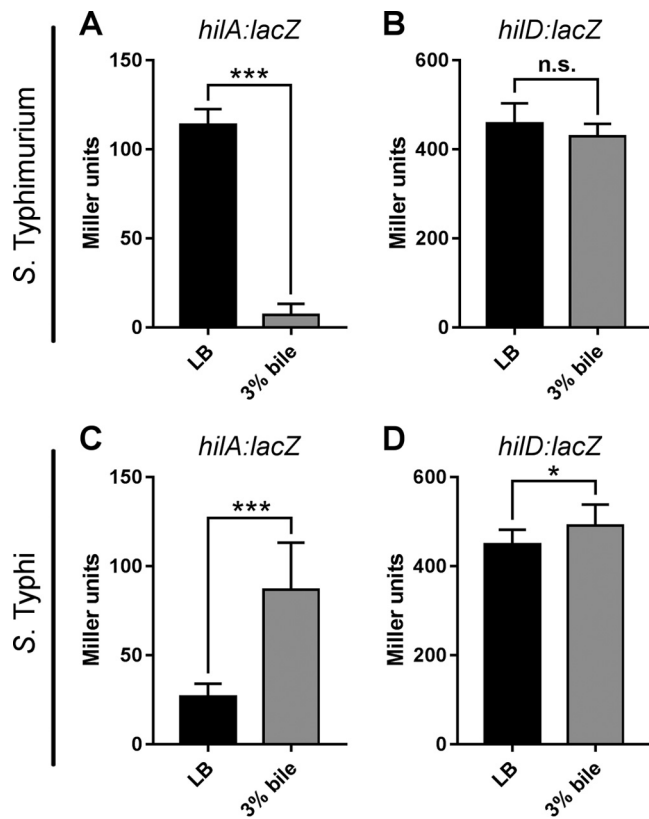 S. Typhimurium
A
hilA:lacZ
Miller units
150
100
50
0
***
LB
3% bile
B
hilD:lacZ
Miller units
600
400
200
0
n.s.
LB
3% bile
S. Typhi
C
hilA:lacZ
Miller units
150
100
50
0
***
LB
3% bile
D
hilD:lacZ
Miller units
600
400
200
0
*
LB
3% bile